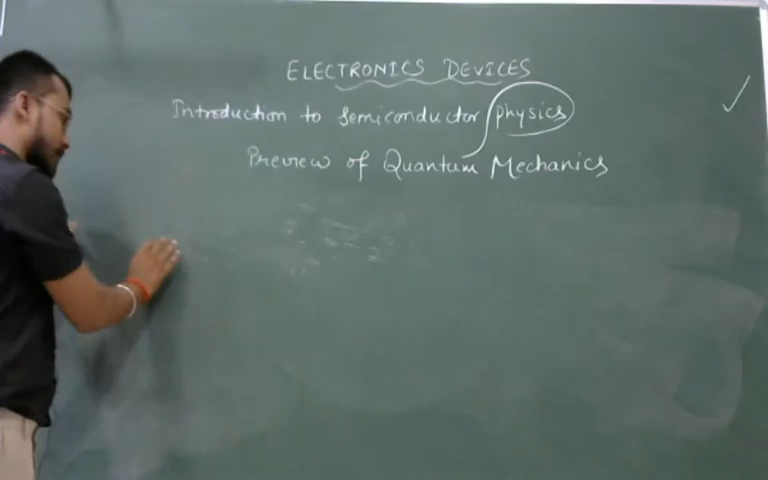 ELECTRONICS DEVICES
Introduction to Semiconductor physics
Preview of Quantum Mechanics